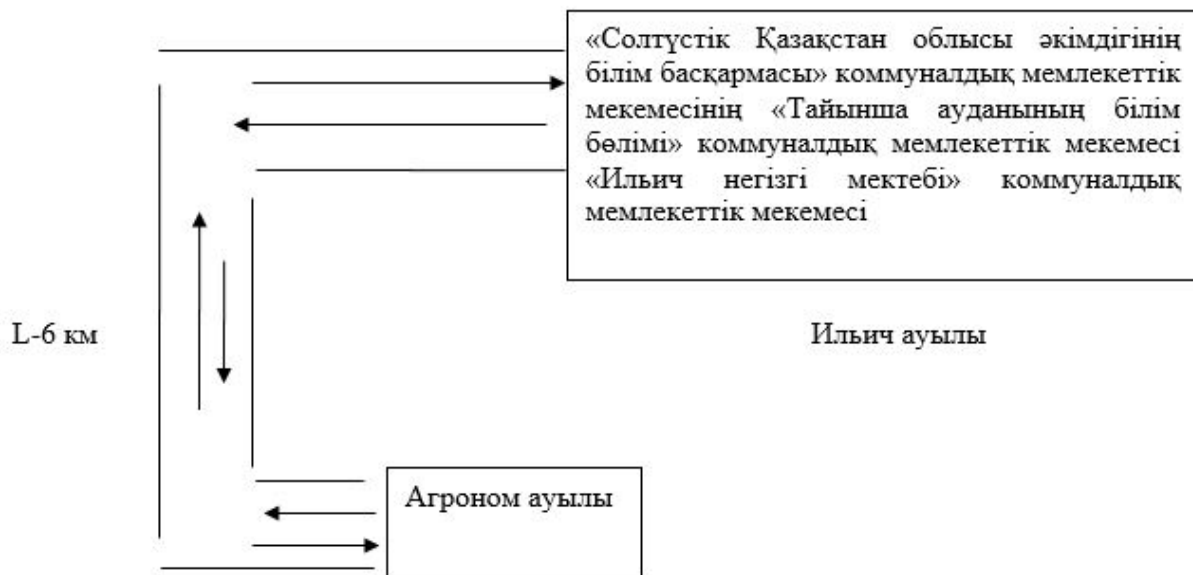 «Солтүстік Қазақстан облысы әкімдігінің
білім басқармасы» коммуналдық мемлекеттік
мекемесінің «Тайынша ауданының білім
бөлімі» коммуналдық мемлекеттік мекемесі
«Ильич негізгі мектебі» коммуналдық
мемлекеттік мекемесі
L-6 км
Ильич ауылы
Агроном ауылы